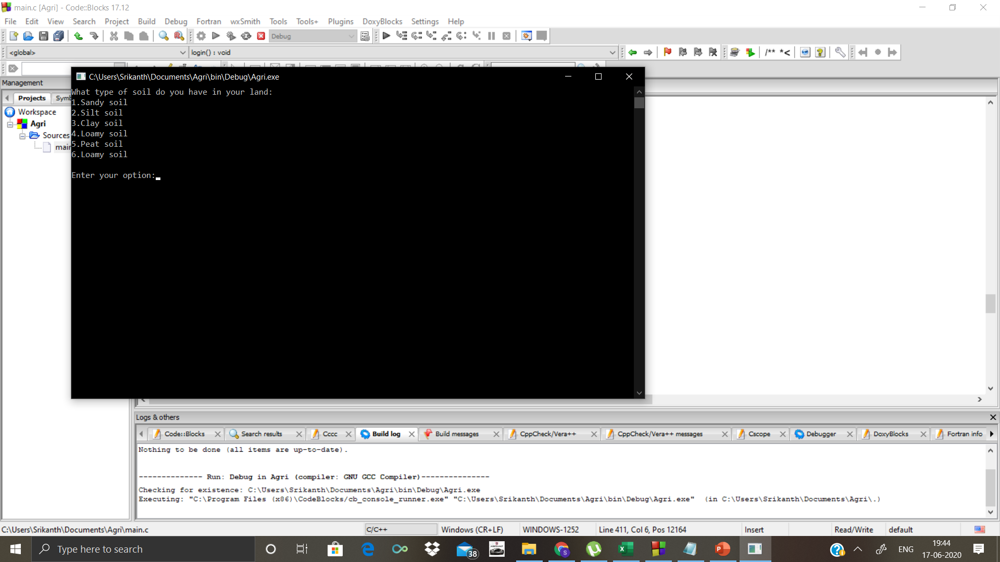 main.c [Agri] - Code::Blocks 17.12
File Edit View Search Project Build Debug Fortran wxSmith Tools Tools+ Plugins DoxyBlocks Settings Help
Debug
<global> login() : void
/** *<
C:\Users\Srikanth\Documents\Agri\bin\Debug\Agri.exe
Management
Projects
Workspace
Agri
Sources
What type of soil do you have in your land:
1.Sandy soil
2.Silt soil
3.Clay soil
4.Loamy soil
5.Peat soil
6.Loamy soil
Enter your option:
Logs & others
Code::Blocks Search results Cccc Build log Build messages CppCheck/Vera++ CppCheck/Vera++ messages Cscope Debugger DoxyBlocks Fortran info
Nothing to be done (all items are up-to-date).
-------------- Run: Debug in Agri (compiler: GNU GCC Compiler)---------------
Checking for existence: C:\Users\Srikanth\Documents\Agri\bin\Debug\Agri.exe
Executing: "C:\Program Files (x86)\CodeBlocks/cb_console_runner.exe" "C:\Users\Srikanth\Documents\Agri\bin\Debug\Agri.exe" (in C:\Users\Srikanth\Documents\Agri\.)
C:\Users\Srikanth\Documents\Agri\main.c C/C++ Windows (CR+LF) WINDOWS-1252 Line 411, Col 6, Pos 12164 Insert Read/Write default
Type here to search
38
ENG
19:44
17-06-2020